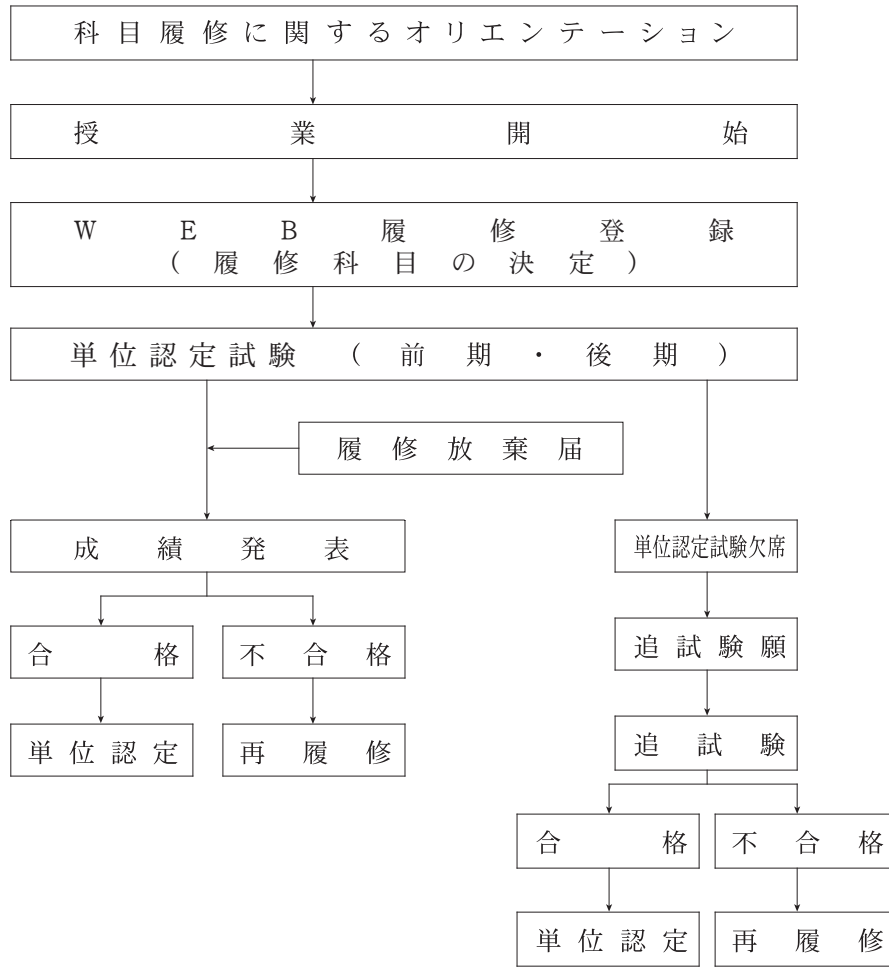 科目履修に関するオリエンテーション
授業開始
WEB履修登録
(履修科目の決定)
単位認定試験(前期・後期)
履修放棄届
成績発表
単位認定試験欠席
合格
不合格
追試験願
単位認定
再履修
追試験
合格
不合格
単位認定
再履修